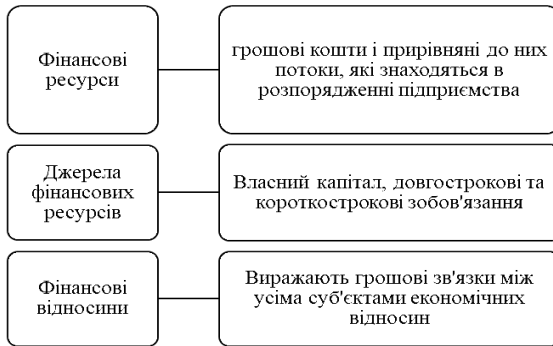 Фінансові
ресурси
грошові кошти і прирівняні до них
потоки, які знаходяться в
розпорядженні підприємства
Джерела
фінансових
ресурсів
Власний капітал, довгострокові та
короткострокові зобов'язання
Фінансові
відносини
Виражають грошові зв'язки між
усіма суб'єктами економічних
відносин